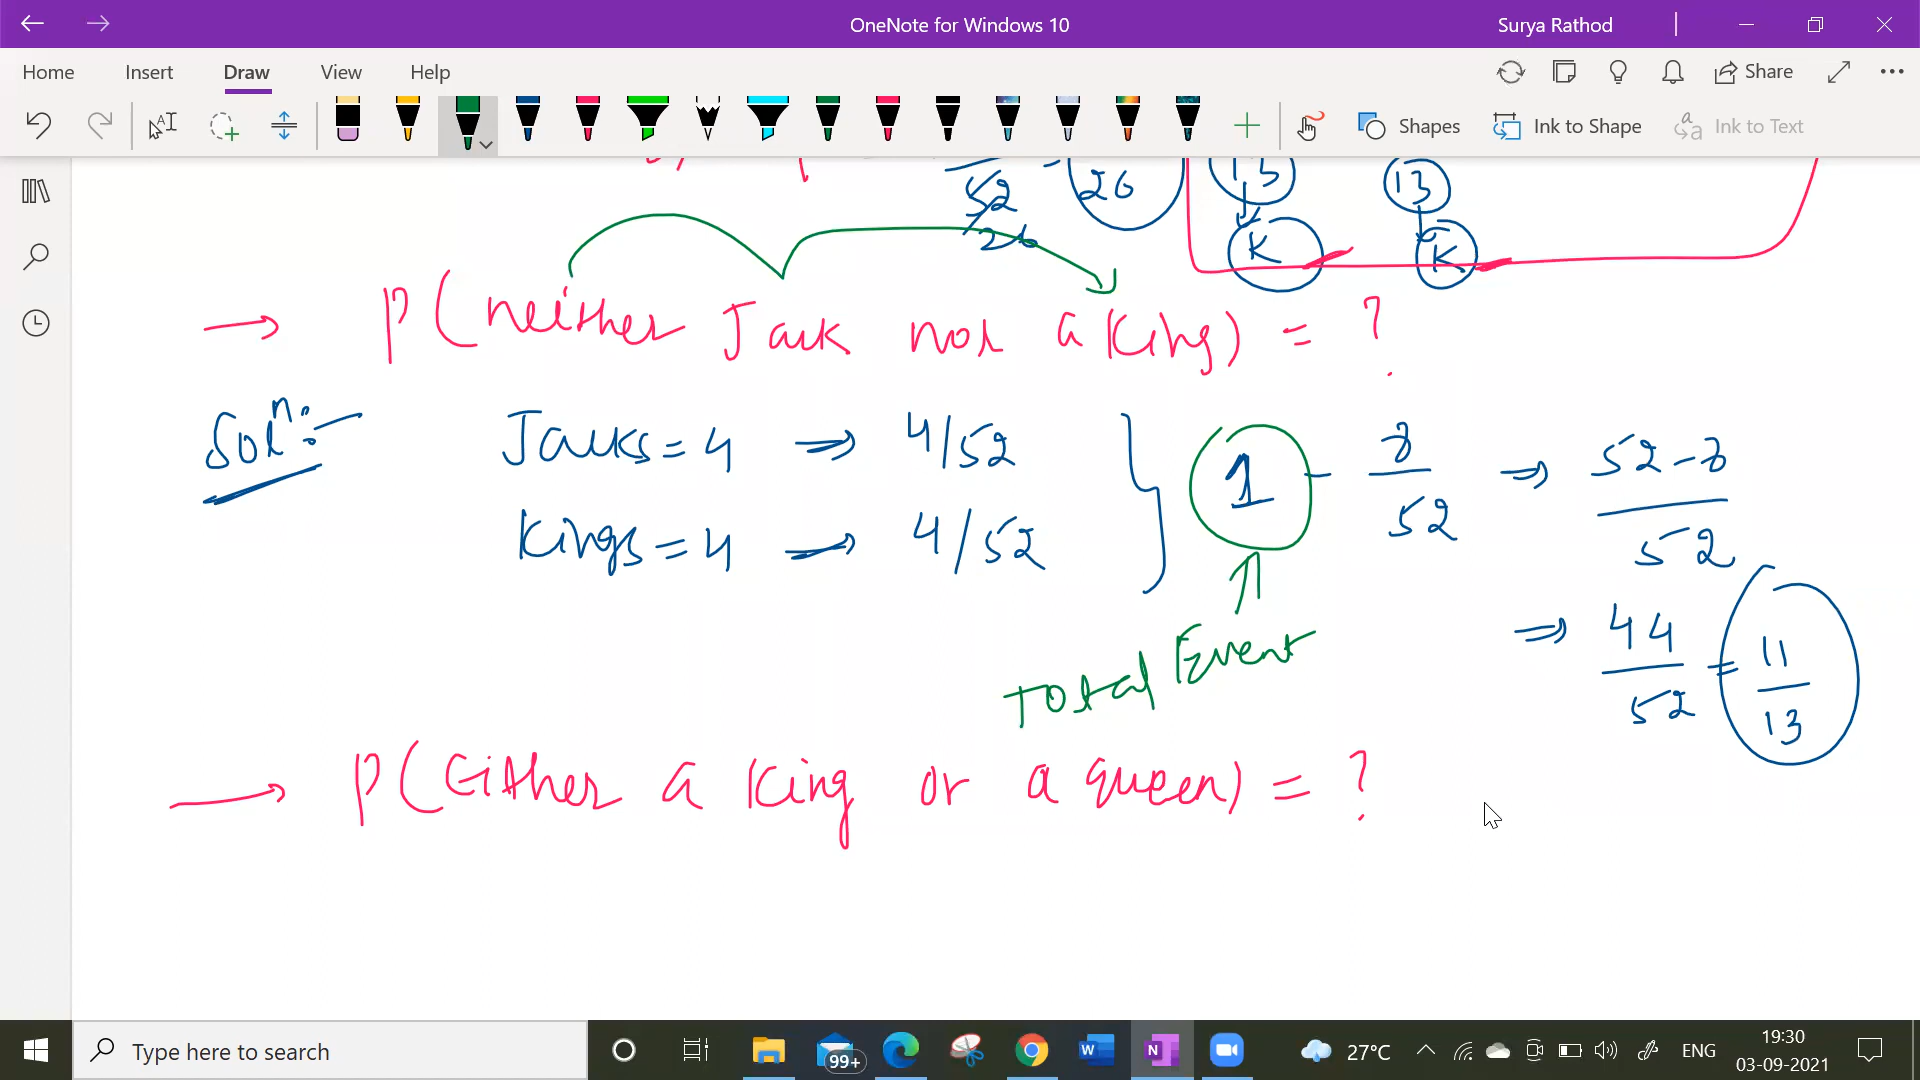 OneNote for Windows 10 Surya Rathod
Home Insert Draw View Help Share
Shapes Ink to Shape Ink to Text
52 26 13 13
26 K K
→ P(neither Jack nor a King) = ?
Solⁿ:- Jacks = 4 ⇒ 4/52 } 1 - 8/52 ⇒ 52-8/52
Kings = 4 → 4/52
⇒ 44/52 = 11/13
Total Event
→ P(Either a King or a queen) = ?
Type here to search 99+ 27°C ENG 19:30
03-09-2021